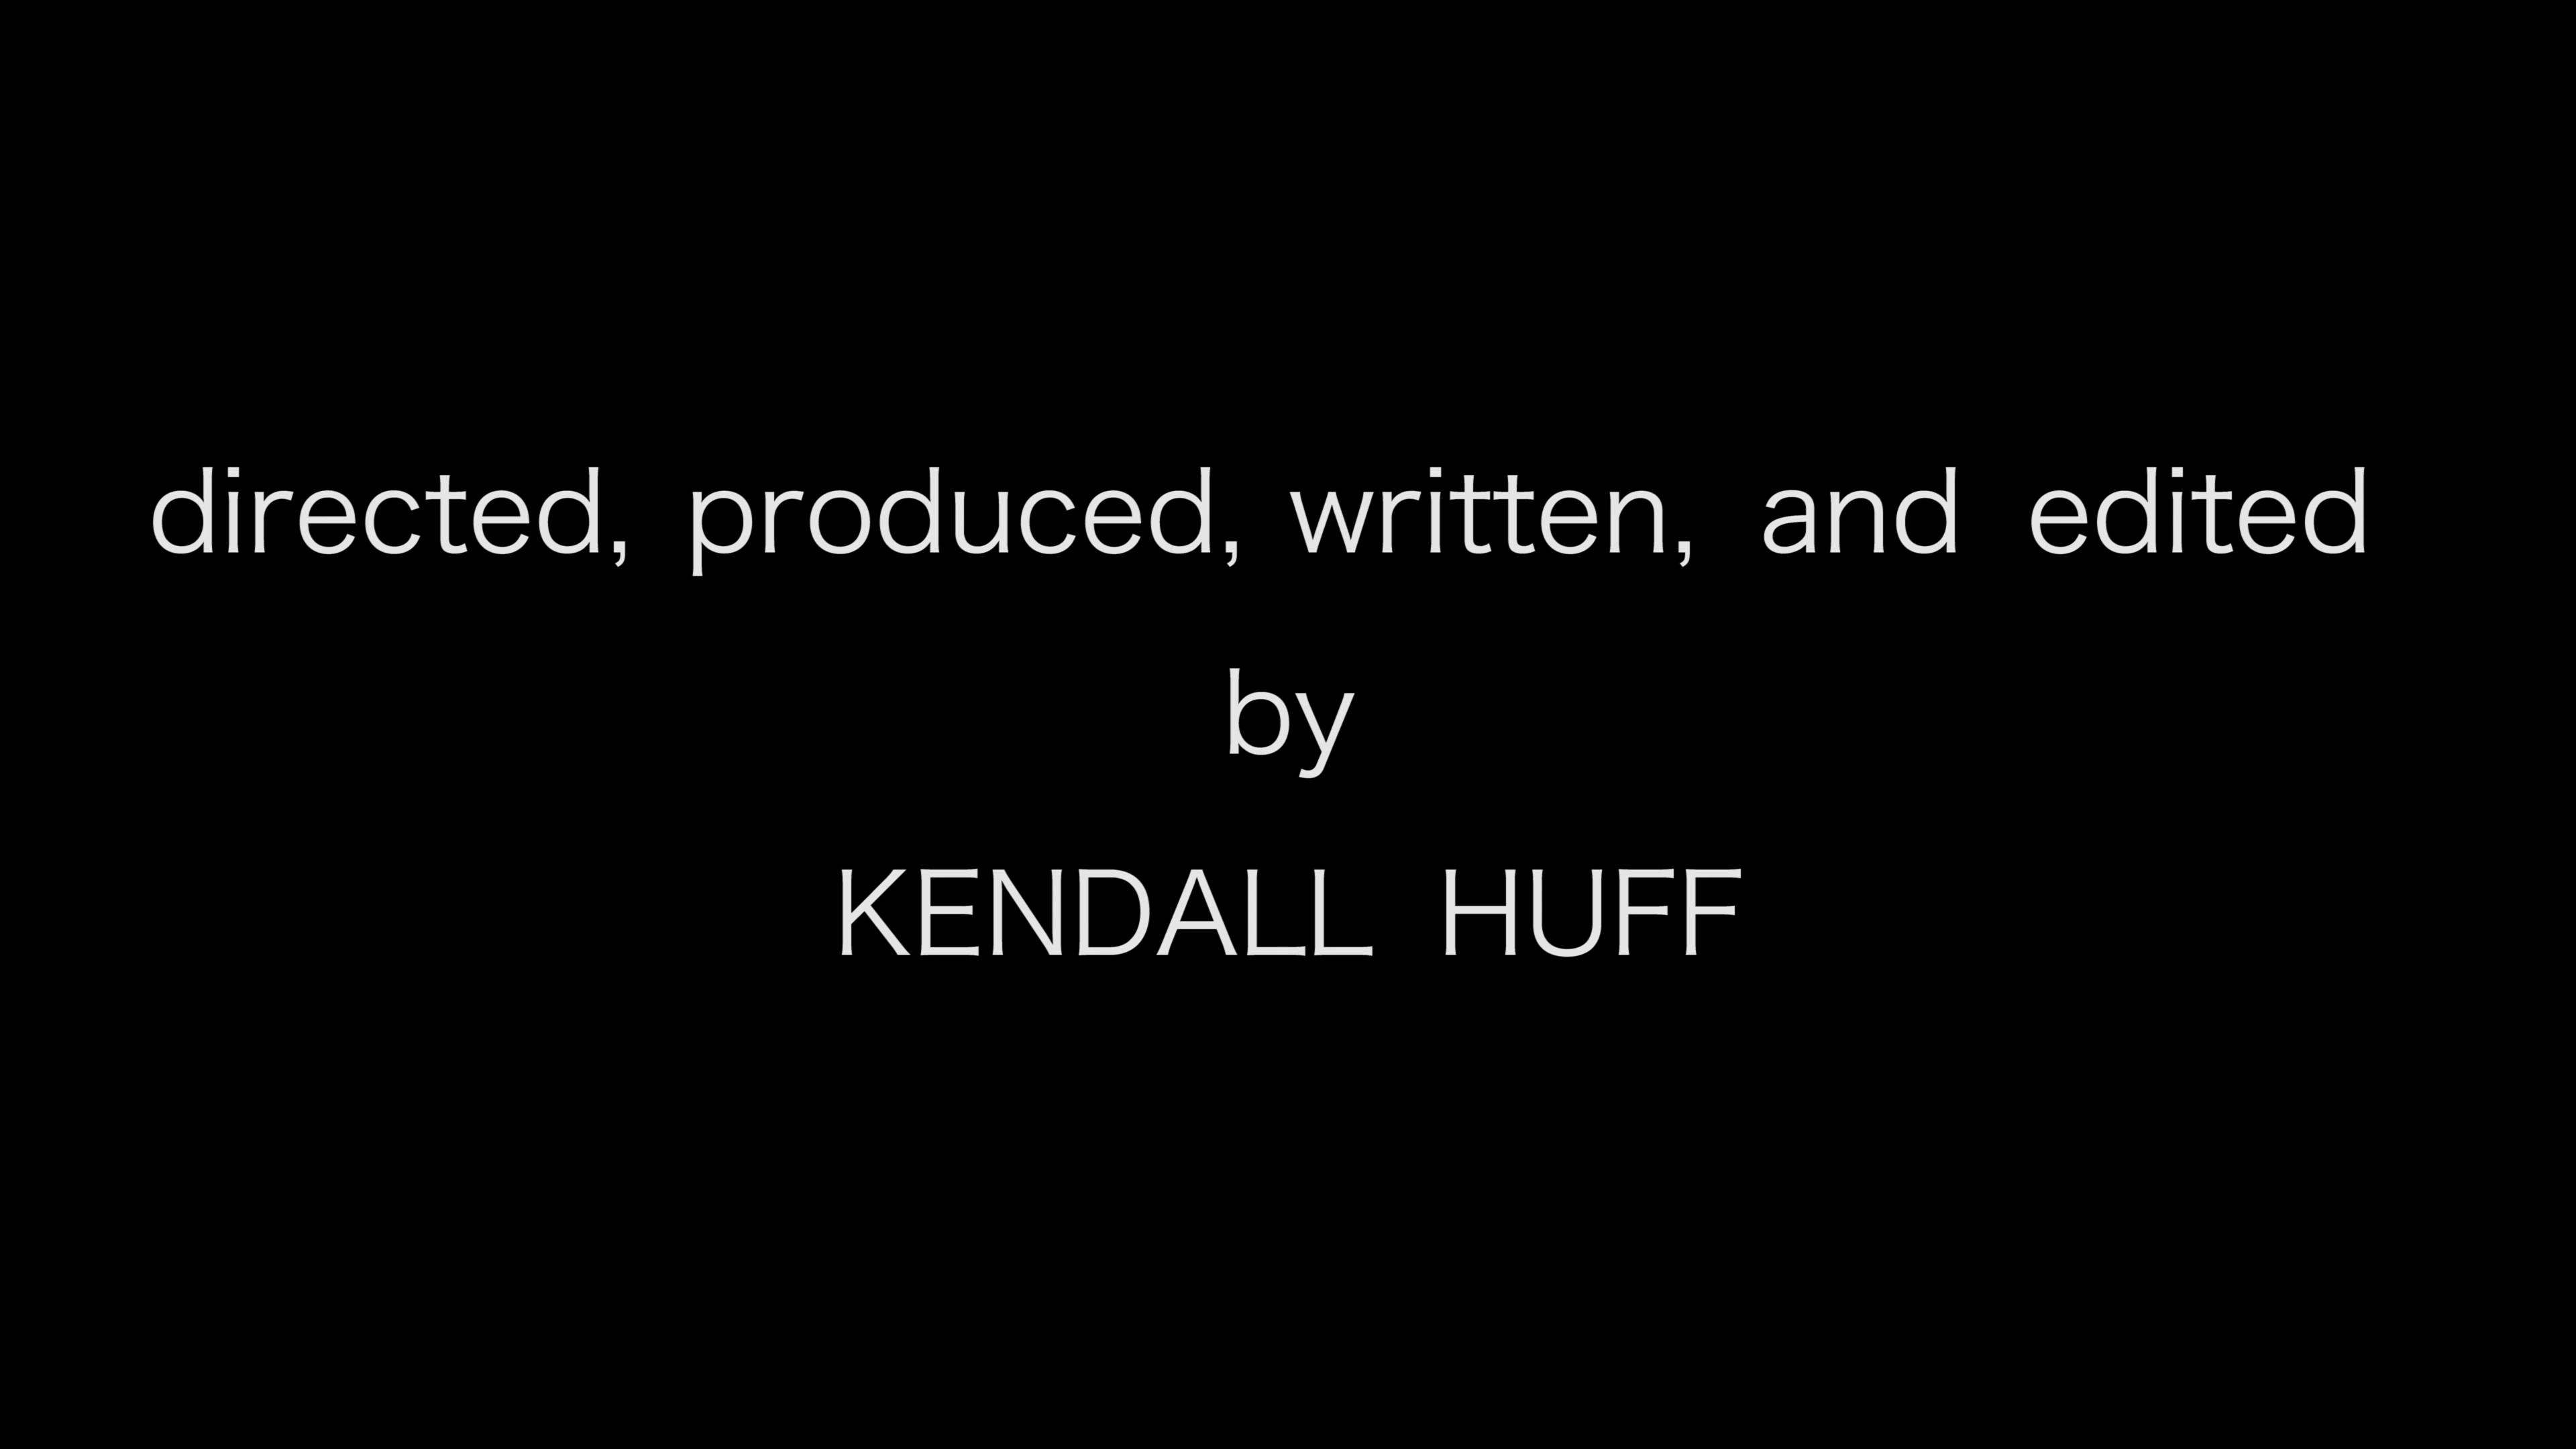 directed, produced, written, and edited
by
KENDALL HUFF